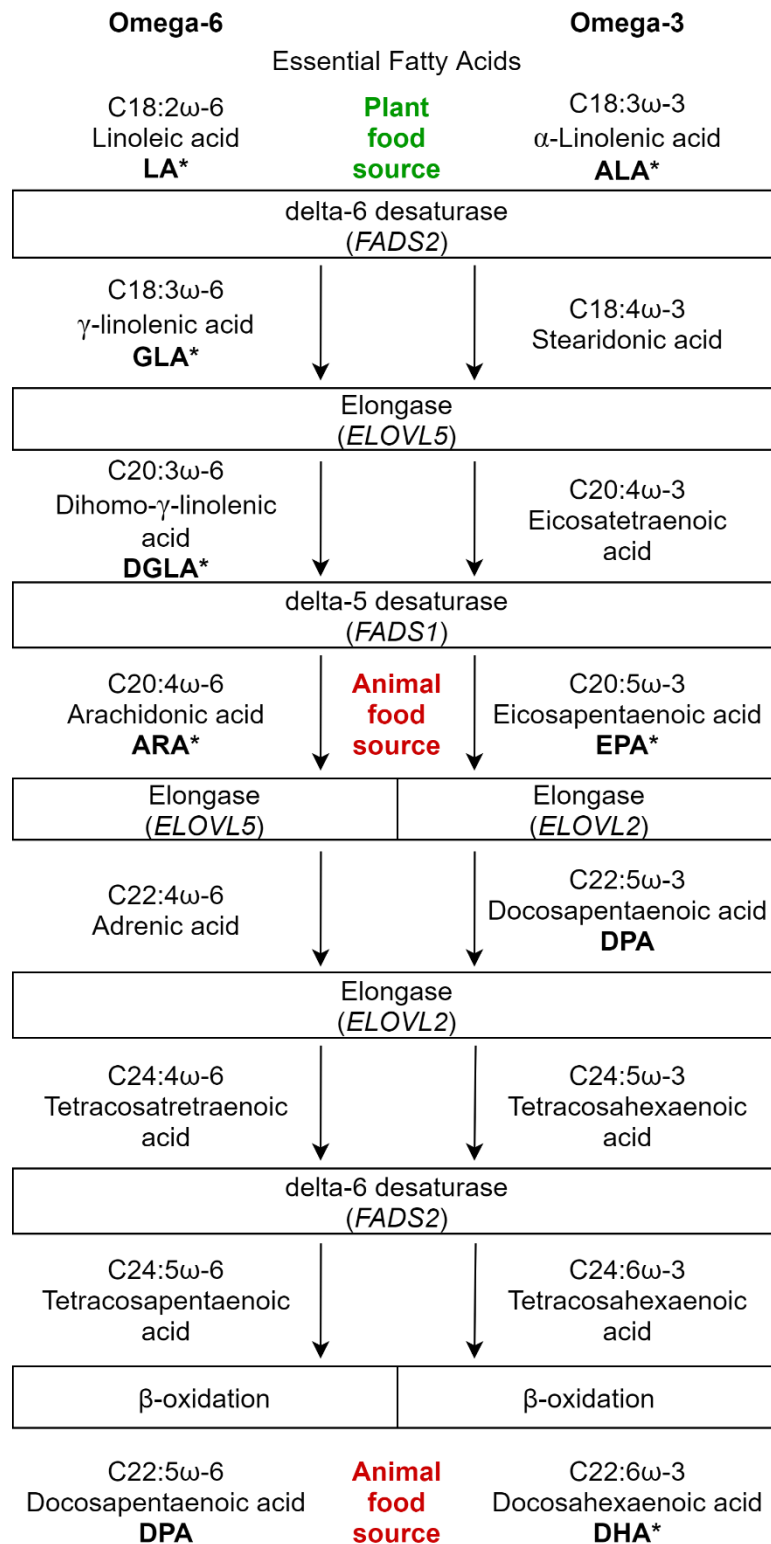 Omega-6
Omega-3
Essential Fatty Acids
C18:2ω-6
Linoleic acid
LA*
Plant
food
source
C18:3ω-3
α-Linolenic acid
ALA*
delta-6 desaturase
(FADS2)
C18:3ω-6
γ-linolenic acid
GLA*
C18:4ω-3
Stearidonic acid
Elongase
(ELOVL5)
C20:3ω-6
Dihomo-γ-linolenic
acid
DGLA*
C20:4ω-3
Eicosatetraenoic
acid
delta-5 desaturase
(FADS1)
C20:4ω-6
Arachidonic acid
ARA*
Animal
food
source
C20:5ω-3
Eicosapentaenoic acid
EPA*
Elongase
(ELOVL5)
Elongase
(ELOVL2)
C22:4ω-6
Adrenic acid
C22:5ω-3
Docosapentaenoic acid
DPA
Elongase
(ELOVL2)
C24:4ω-6
Tetracosatretraenoic
acid
C24:5ω-3
Tetracosahexaenoic
acid
delta-6 desaturase
(FADS2)
C24:5ω-6
Tetracosapentaenoic
acid
C24:6ω-3
Tetracosahexaenoic
acid
β-oxidation
β-oxidation
C22:5ω-6
Docosapentaenoic acid
DPA
Animal
food
source
C22:6ω-3
Docosahexaenoic acid
DHA*